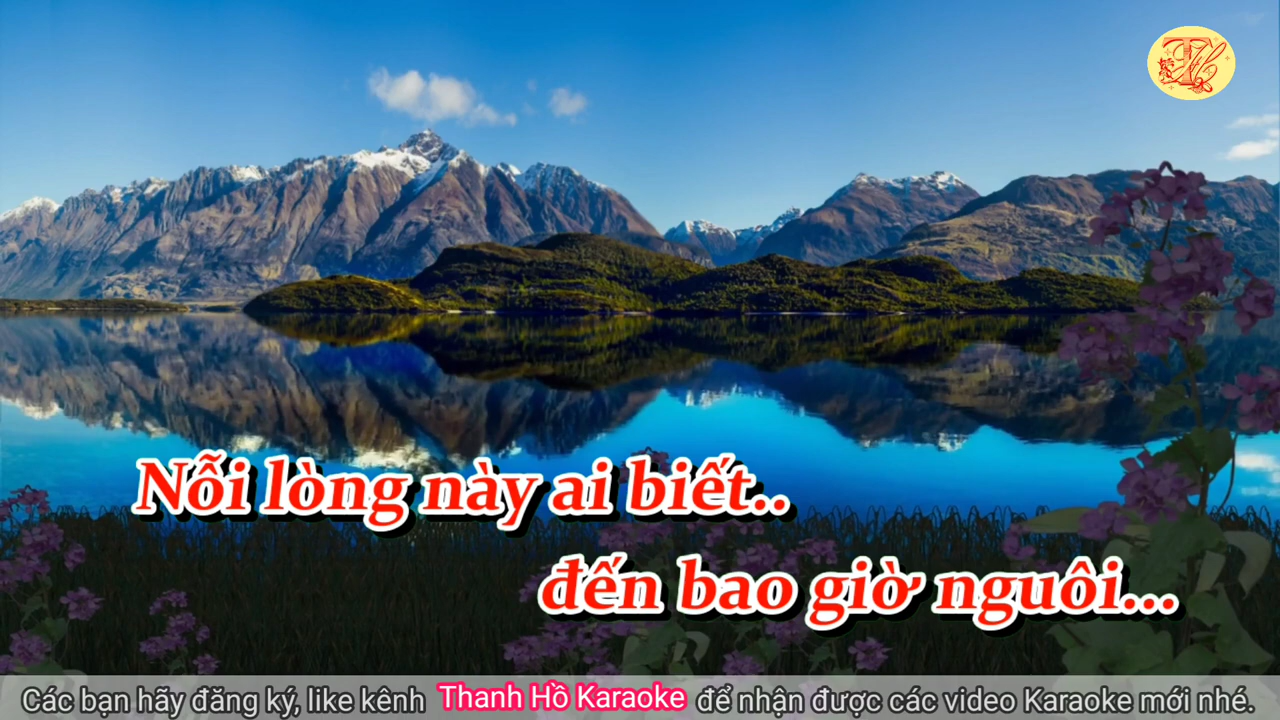 Nỗi lòng này ai biết..
đến bao giờ nguôi...
Các bạn hãy đăng ký, like kênh Thanh Hồ Karaoke để nhận được các video Karaoke mới nhé.